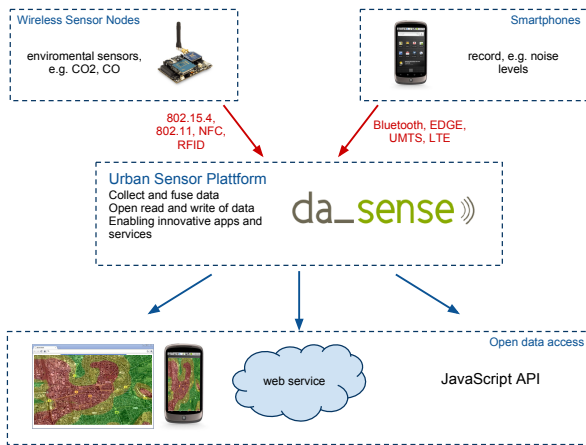 Wireless Sensor Nodes
enviromental sensors,
e.g. CO2, CO
Smartphones
record, e.g. noise
levels
802.15.4,
802.11, NFC,
RFID
Bluetooth, EDGE,
UMTS, LTE
Urban Sensor Plattform
Collect and fuse data
Open read and write of data
Enabling innovative apps and
services
da_sense
Open data access
web service
JavaScript API